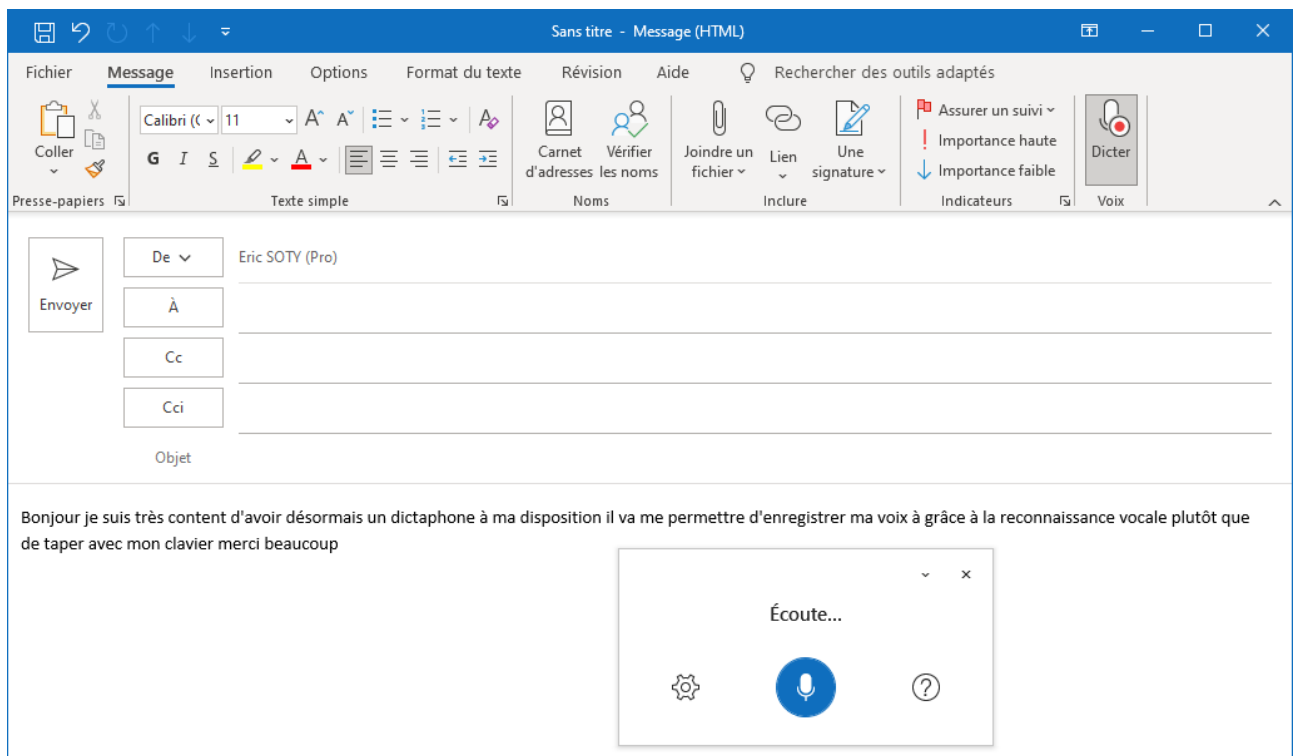 Sans titre - Message (HTML)
Fichier Message Insertion Options Format du texte Révision Aide Rechercher des outils adaptés
Coller
Presse-papiers
Calibri (( 11
G I S A
Texte simple
Carnet d'adresses
Vérifier les noms
Noms
Joindre un fichier
Lien
Une signature
Inclure
Assurer un suivi
Importance haute
Importance faible
Indicateurs
Dicter
Voix
Envoyer
De Eric SOTY (Pro)
À
Cc
Cci
Objet
Bonjour je suis très content d'avoir désormais un dictaphone à ma disposition il va me permettre d'enregistrer ma voix à grâce à la reconnaissance vocale plutôt que
de taper avec mon clavier merci beaucoup
Écoute...